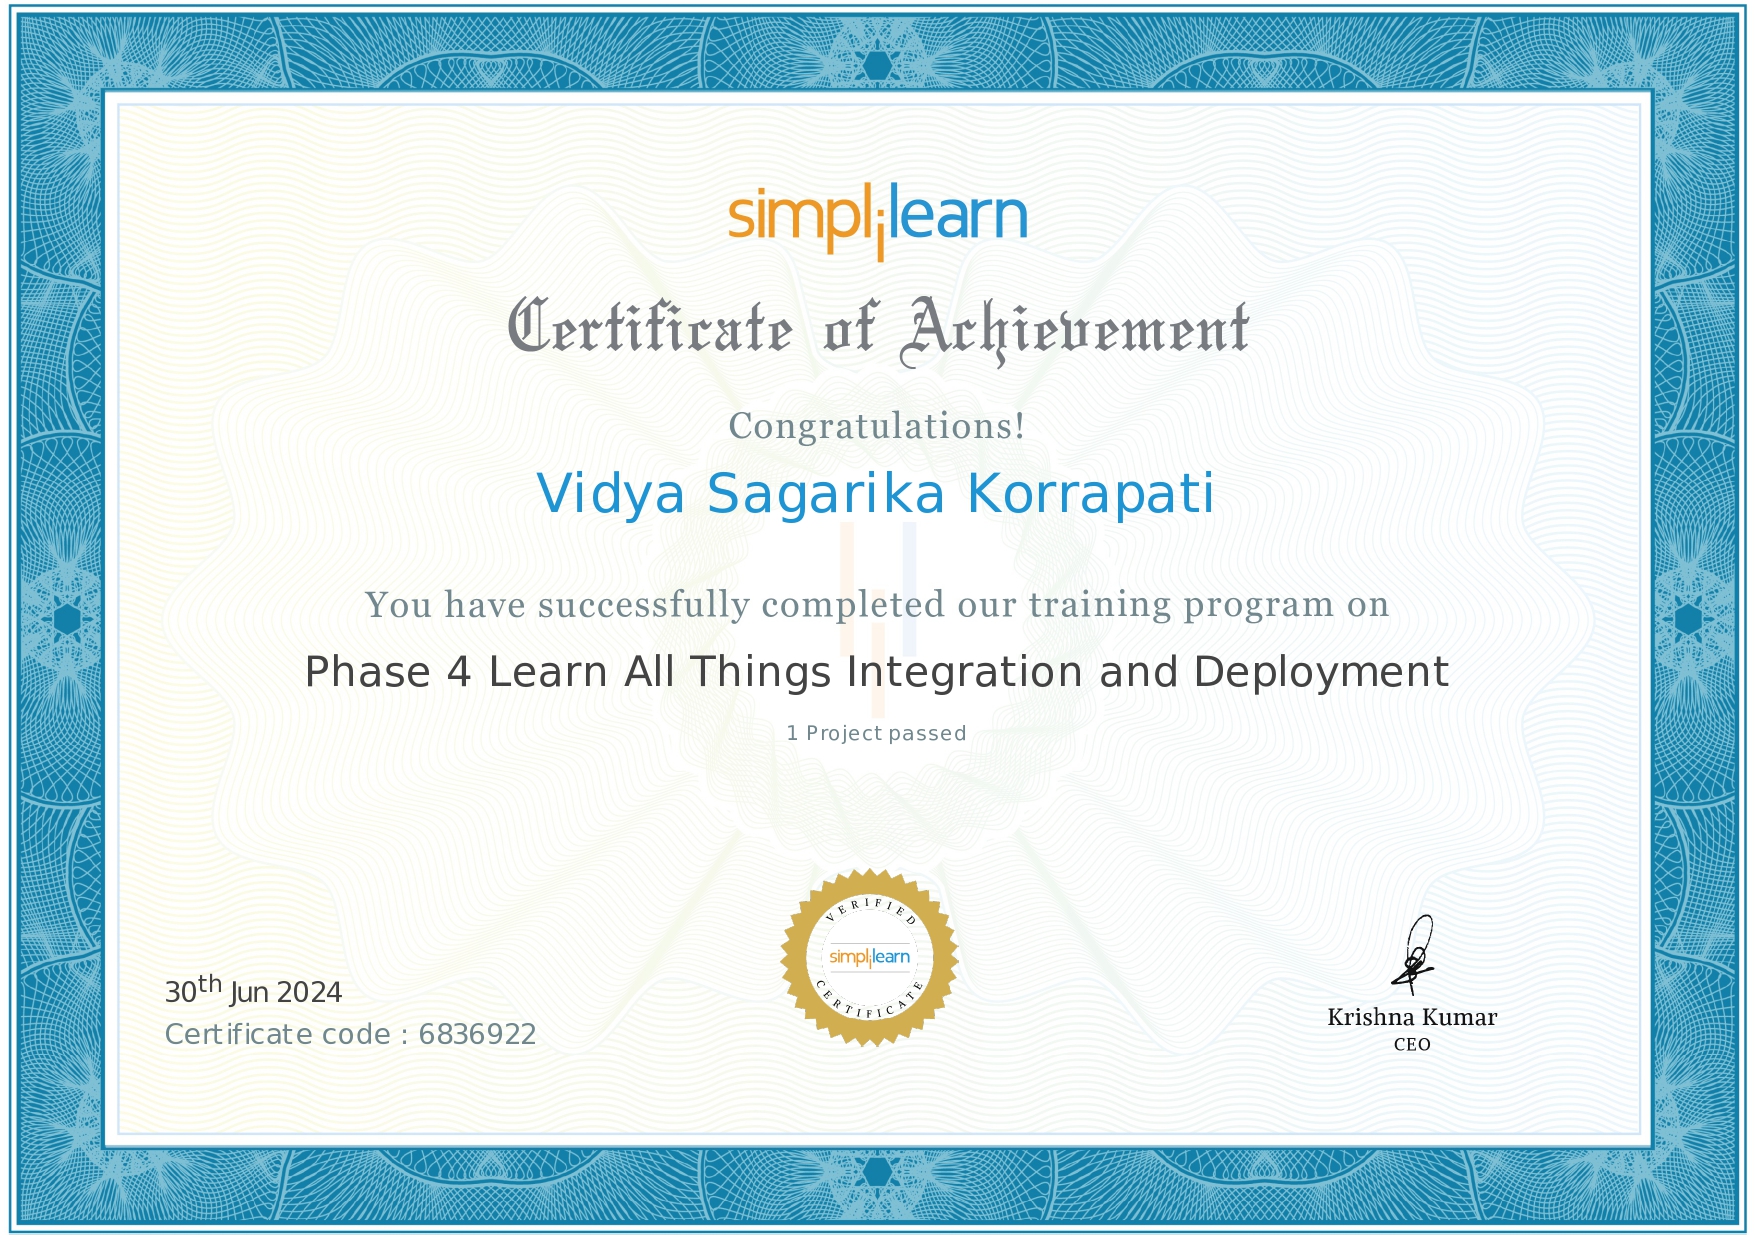 simplilearn
Certificate of Achievement
Congratulations!
Vidya Sagarika Korrapati
You have successfully completed our training program on
Phase 4 Learn All Things Integration and Deployment
1 Project passed
VERIFIED
simplilearn
CERTIFICATE
30th Jun 2024
Certificate code : 6836922
Krishna Kumar
CEO